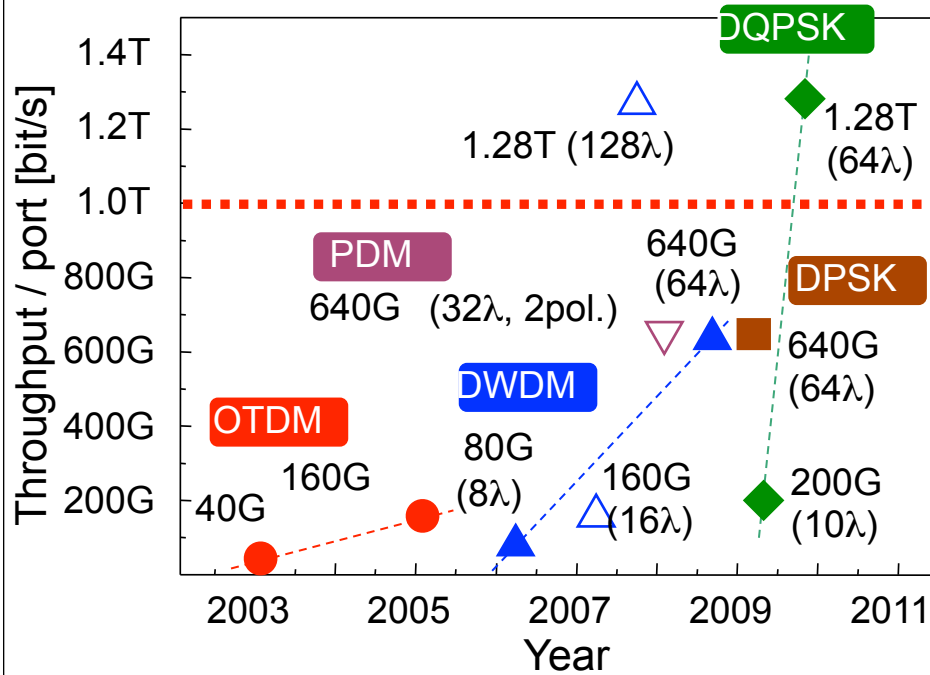 DQPSK
1.4T
1.2T
1.0T
800G
600G
400G
200G
Throughput / port [bit/s]
1.28T (128λ)
1.28T
(64λ)
PDM
640G (32λ, 2pol.)
640G
(64λ)
DPSK
640G
(64λ)
DWDM
OTDM
40G
160G
80G
(8λ)
160G
(16λ)
200G
(10λ)
2003 2005 2007 2009 2011
Year